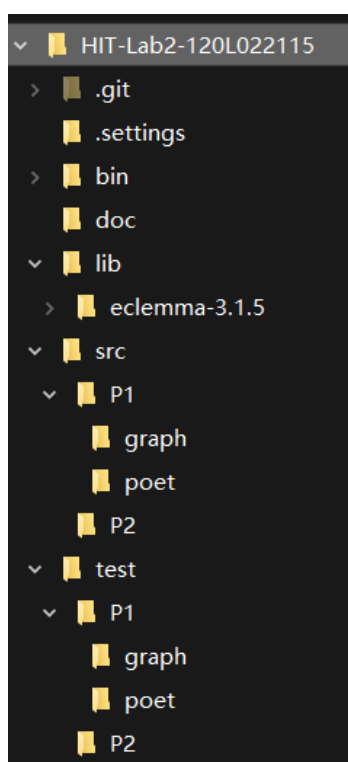 HIT-Lab2-120L022115
.git
.settings
bin
doc
lib
eclemma-3.1.5
src
P1
graph
poet
P2
test
P1
graph
poet
P2